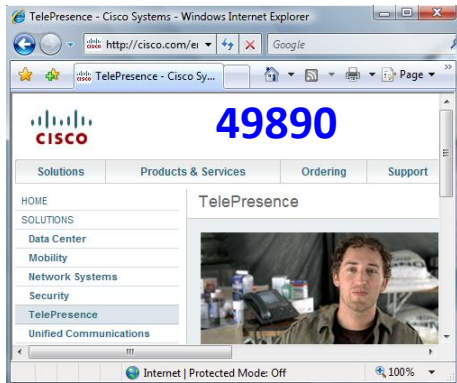 TelePresence - Cisco Systems - Windows Internet Explorer
http://cisco.com/e
Google
TelePresence - Cisco Sy...
Page
CISCO
49890
Solutions Products & Services Ordering Support
HOME
TelePresence
SOLUTIONS
Data Center
Mobility
Network Systems
Security
TelePresence
Unified Communications
Internet | Protected Mode: Off 100%